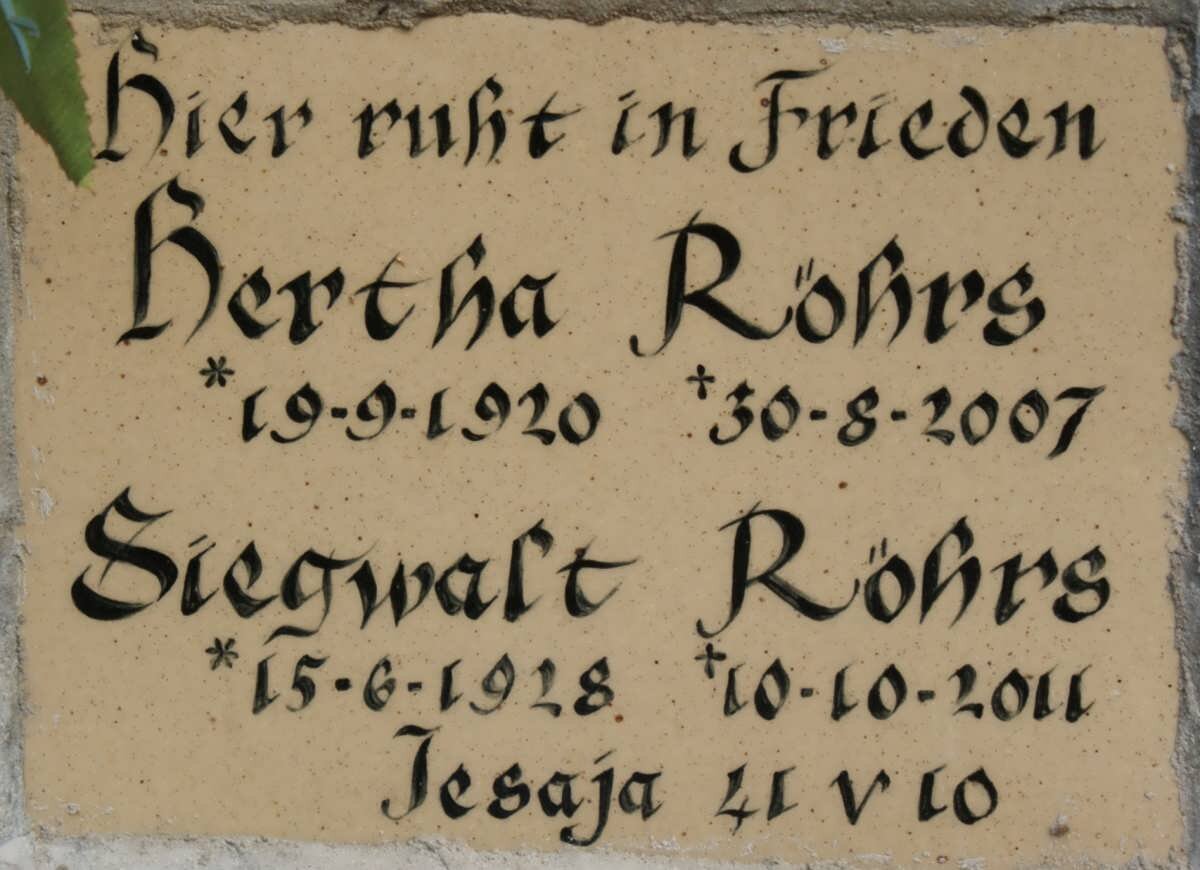 Hier ruht in Frieden
Hertha Röhrs
*19-9-1920 †30-8-2007
Siegwalt Röhrs
*15-6-1928 †10-10-2011
Jesaja 41 v 10